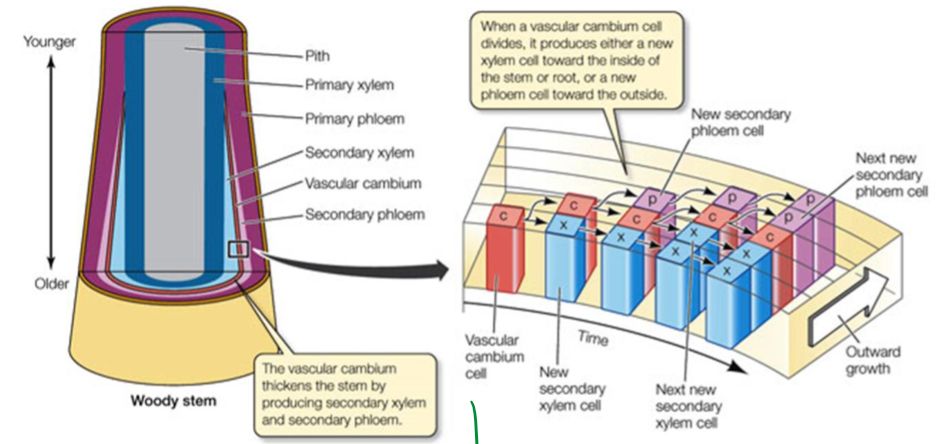 Younger
Older
Pith
Primary xylem
Primary phloem
Secondary xylem
Vascular cambium
Secondary phloem
The vascular cambium
thickens the stem by
producing secondary xylem
and secondary phloem.
Woody stem
When a vascular cambium cell
divides, it produces either a new
xylem cell toward the inside of
the stem or root, or a new
phloem cell toward the outside.
New secondary
phloem cell
Next new
secondary
phloem cell
c
c
p
p
p
x
c
c
p
x
x
c
x
x
x
Vascular
cambium
cell
New
secondary
xylem cell
Time
Next new
secondary
xylem cell
Outward
growth